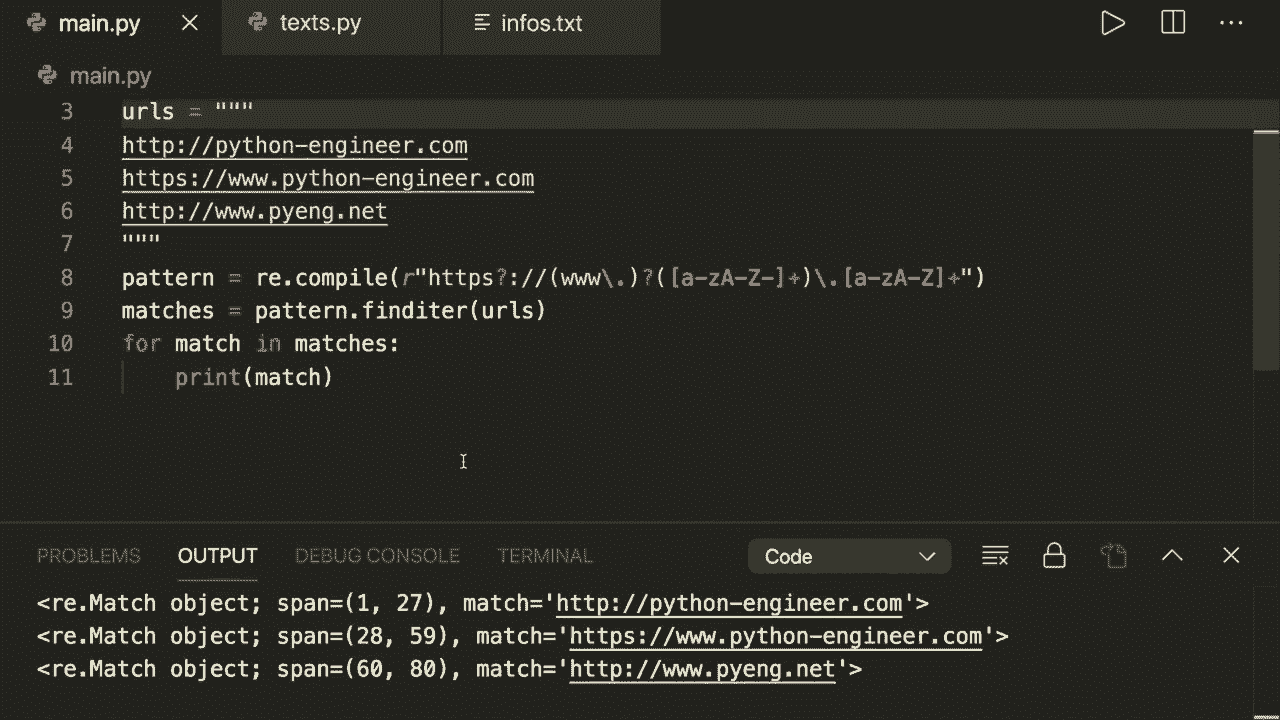 main.py texts.py infos.txt
main.py
3 urls = """
4 http://python-engineer.com
5 https://www.python-engineer.com
6 http://www.pyeng.net
7 """
8 pattern = re.compile(r"https?://(www\.)?([a-zA-Z-]+)\.[a-zA-Z]+")
9 matches = pattern.finditer(urls)
10 for match in matches:
11     print(match)
PROBLEMS OUTPUT DEBUG CONSOLE TERMINAL Code
<re.Match object; span=(1, 27), match='http://python-engineer.com'>
<re.Match object; span=(28, 59), match='https://www.python-engineer.com'>
<re.Match object; span=(60, 80), match='http://www.pyeng.net'>